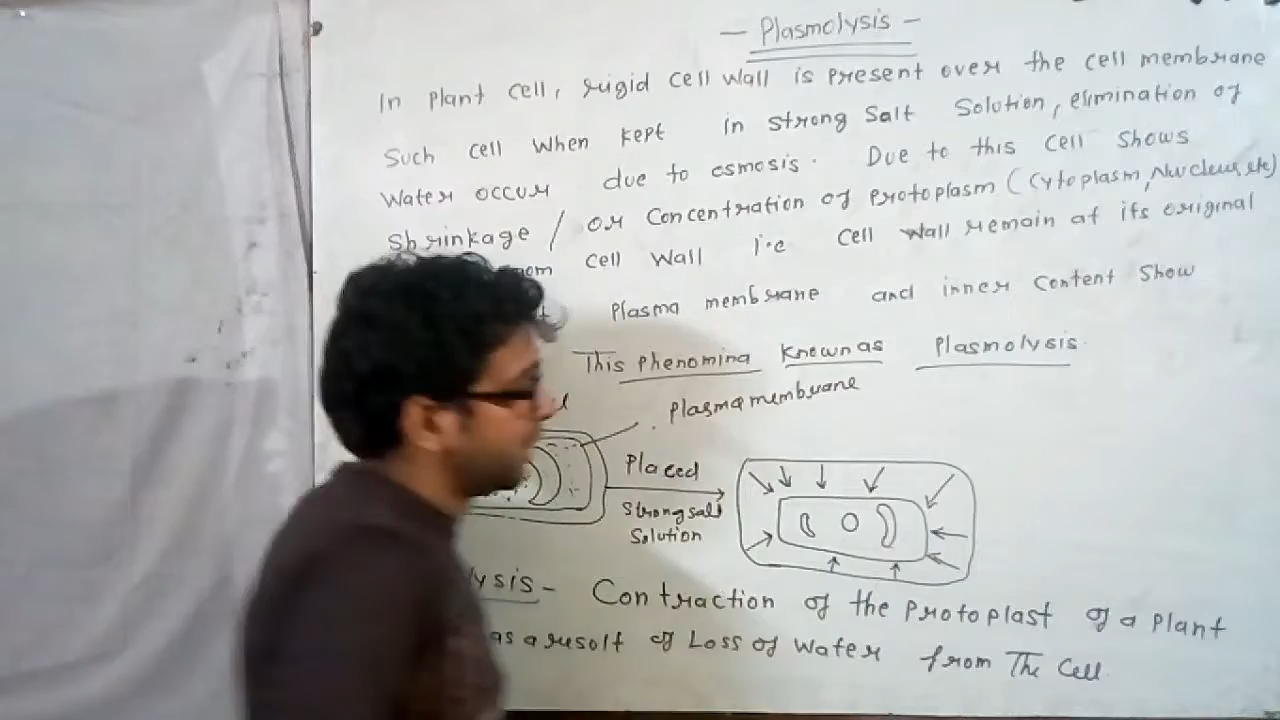 - Plasmolysis -
In plant cell, rigid cell wall is present over the cell membrane
Such cell when kept in strong salt solution, elimination of
water occur due to osmosis. Due to this cell shows
Shrinkage / or concentration of protoplasm (cytoplasm, Nucleus, etc)
cell wall i.e cell wall remain at its original
plasma membrane and inner content show
This phenomina known as plasmolysis.
plasma membrane
Placed
Strong salt
Solution
lysis - Contraction of the protoplast of a plant
as a resolt of Loss of water from The cell.